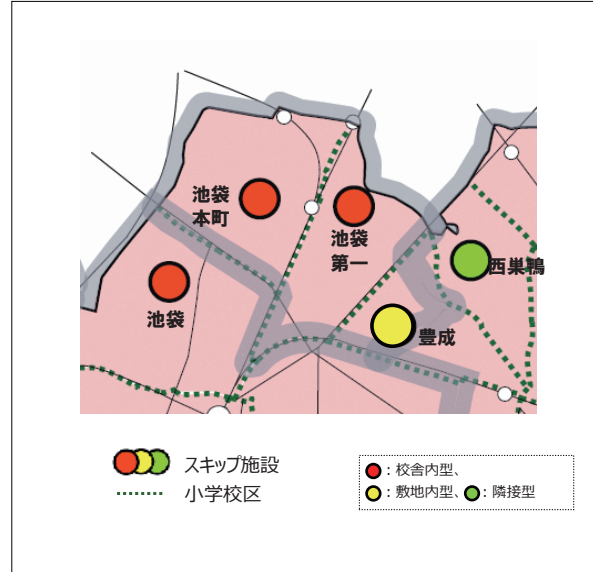 池袋
本町
池袋
第一
西巣鴨
池袋
豊成
スキップ施設
小学校区
：校舎内型、
：敷地内型、：隣接型